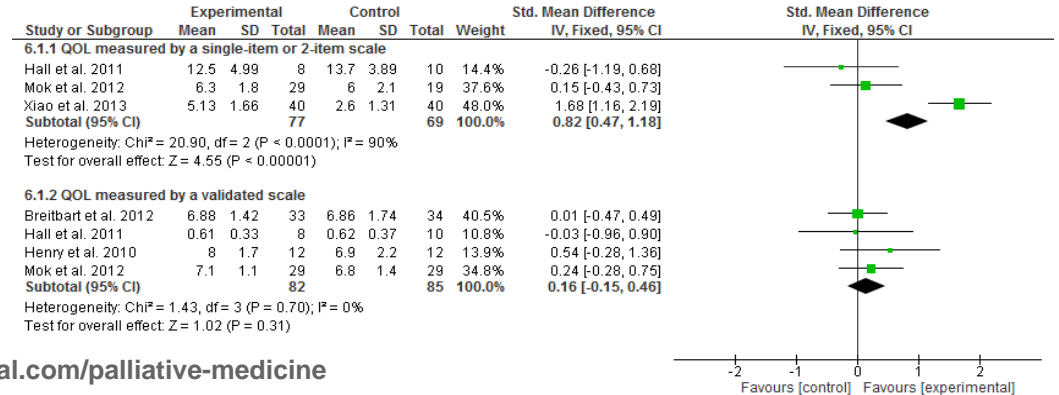 Experimental Control Std. Mean Difference Std. Mean Difference
Study or Subgroup Mean SD Total Mean SD Total Weight IV, Fixed, 95% CI IV, Fixed, 95% CI
6.1.1 QOL measured by a single-item or 2-item scale
Hall et al. 2011 12.5 4.99 8 13.7 3.89 10 14.4% -0.26 [-1.19, 0.68]
Mok et al. 2012 6.3 1.8 29 6 2.1 19 37.6% 0.15 [-0.43, 0.73]
Xiao et al. 2013 5.13 1.66 40 2.6 1.31 40 48.0% 1.68 [1.16, 2.19]
Subtotal (95% CI) 77 69 100.0% 0.82 [0.47, 1.18]
Heterogeneity: Chi² = 20.90, df = 2 (P < 0.0001); I² = 90%
Test for overall effect: Z = 4.55 (P < 0.00001)
6.1.2 QOL measured by a validated scale
Breitbart et al. 2012 6.88 1.42 33 6.86 1.74 34 40.5% 0.01 [-0.47, 0.49]
Hall et al. 2011 0.61 0.33 8 0.62 0.37 10 10.8% -0.03 [-0.96, 0.90]
Henry et al. 2010 8 1.7 12 6.9 2.2 12 13.9% 0.54 [-0.28, 1.36]
Mok et al. 2012 7.1 1.1 29 6.8 1.4 29 34.8% 0.24 [-0.28, 0.75]
Subtotal (95% CI) 82 85 100.0% 0.16 [-0.15, 0.46]
Heterogeneity: Chi² = 1.43, df = 3 (P = 0.70); I² = 0%
Test for overall effect: Z = 1.02 (P = 0.31)
-2 -1 0 1 2
Favours [control] Favours [experimental]
al.com/palliative-medicine